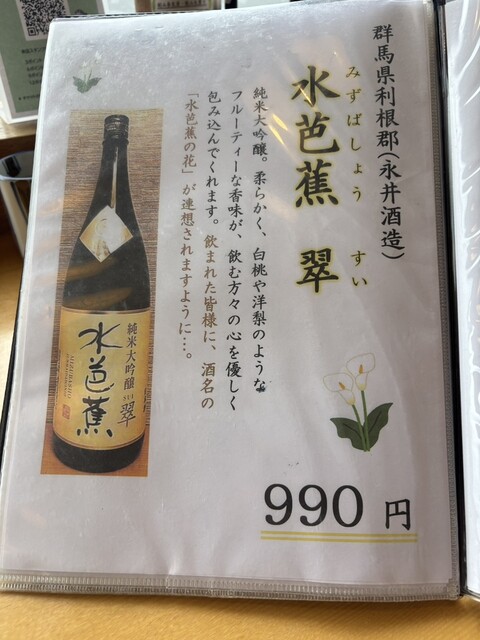 群馬県利根郡(永井酒造)
みずばしょう すい
水芭蕉 翠
純米大吟醸。柔らかく、白桃や洋梨のような
フルーティーな香味が、飲む方々の心を優しく
包み込んでくれます。飲まれた皆様に、酒名の
「水芭蕉の花」が連想されますように…。
純米大吟醸 翠
水芭蕉
MIZUBASHO
990 円